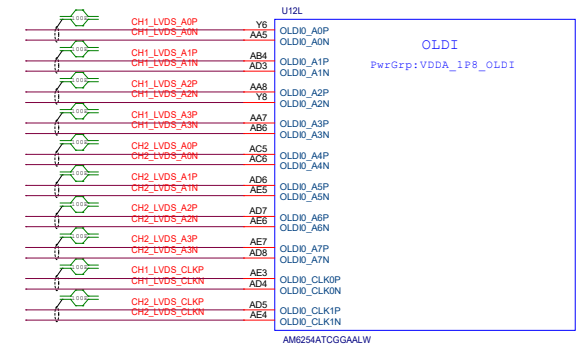 U12L
CH1_LVDS_A0P Y6 OLDI0_A0P
CH1_LVDS_A0N AA5 OLDI0_A0N
OLDI
CH1_LVDS_A1P AB4 OLDI0_A1P
PwrGrp:VDDA_1P8_OLDI
CH1_LVDS_A1N AD3 OLDI0_A1N
CH1_LVDS_A2P AA8 OLDI0_A2P
CH1_LVDS_A2N Y8 OLDI0_A2N
CH1_LVDS_A3P AA7 OLDI0_A3P
CH1_LVDS_A3N AB6 OLDI0_A3N
CH2_LVDS_A0P AC5 OLDI0_A4P
CH2_LVDS_A0N AC6 OLDI0_A4N
CH2_LVDS_A1P AD6 OLDI0_A5P
CH2_LVDS_A1N AE5 OLDI0_A5N
CH2_LVDS_A2P AD7 OLDI0_A6P
CH2_LVDS_A2N AE6 OLDI0_A6N
CH2_LVDS_A3P AE7 OLDI0_A7P
CH2_LVDS_A3N AD8 OLDI0_A7N
CH1_LVDS_CLKP AE3 OLDI0_CLK0P
CH1_LVDS_CLKN AD4 OLDI0_CLK0N
CH2_LVDS_CLKP AD5 OLDI0_CLK1P
CH2_LVDS_CLKN AE4 OLDI0_CLK1N
AM6254ATCGGAALW